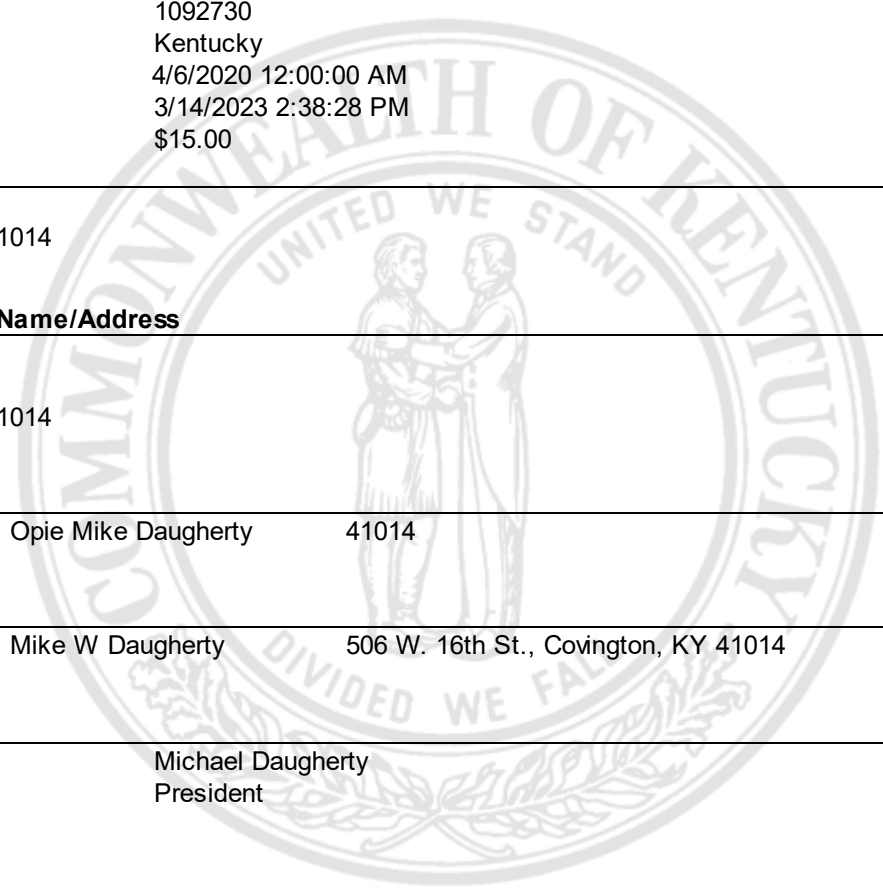 1092730
Kentucky
4/6/2020 12:00:00 AM
3/14/2023 2:38:28 PM
$15.00
COMMONWEALTH OF KENTUCKY
UNITED WE STAND
1014
Name/Address
1014
Opie Mike Daugherty 41014
Mike W Daugherty 506 W. 16th St., Covington, KY 41014
DIVIDED WE FALL
Michael Daugherty
President